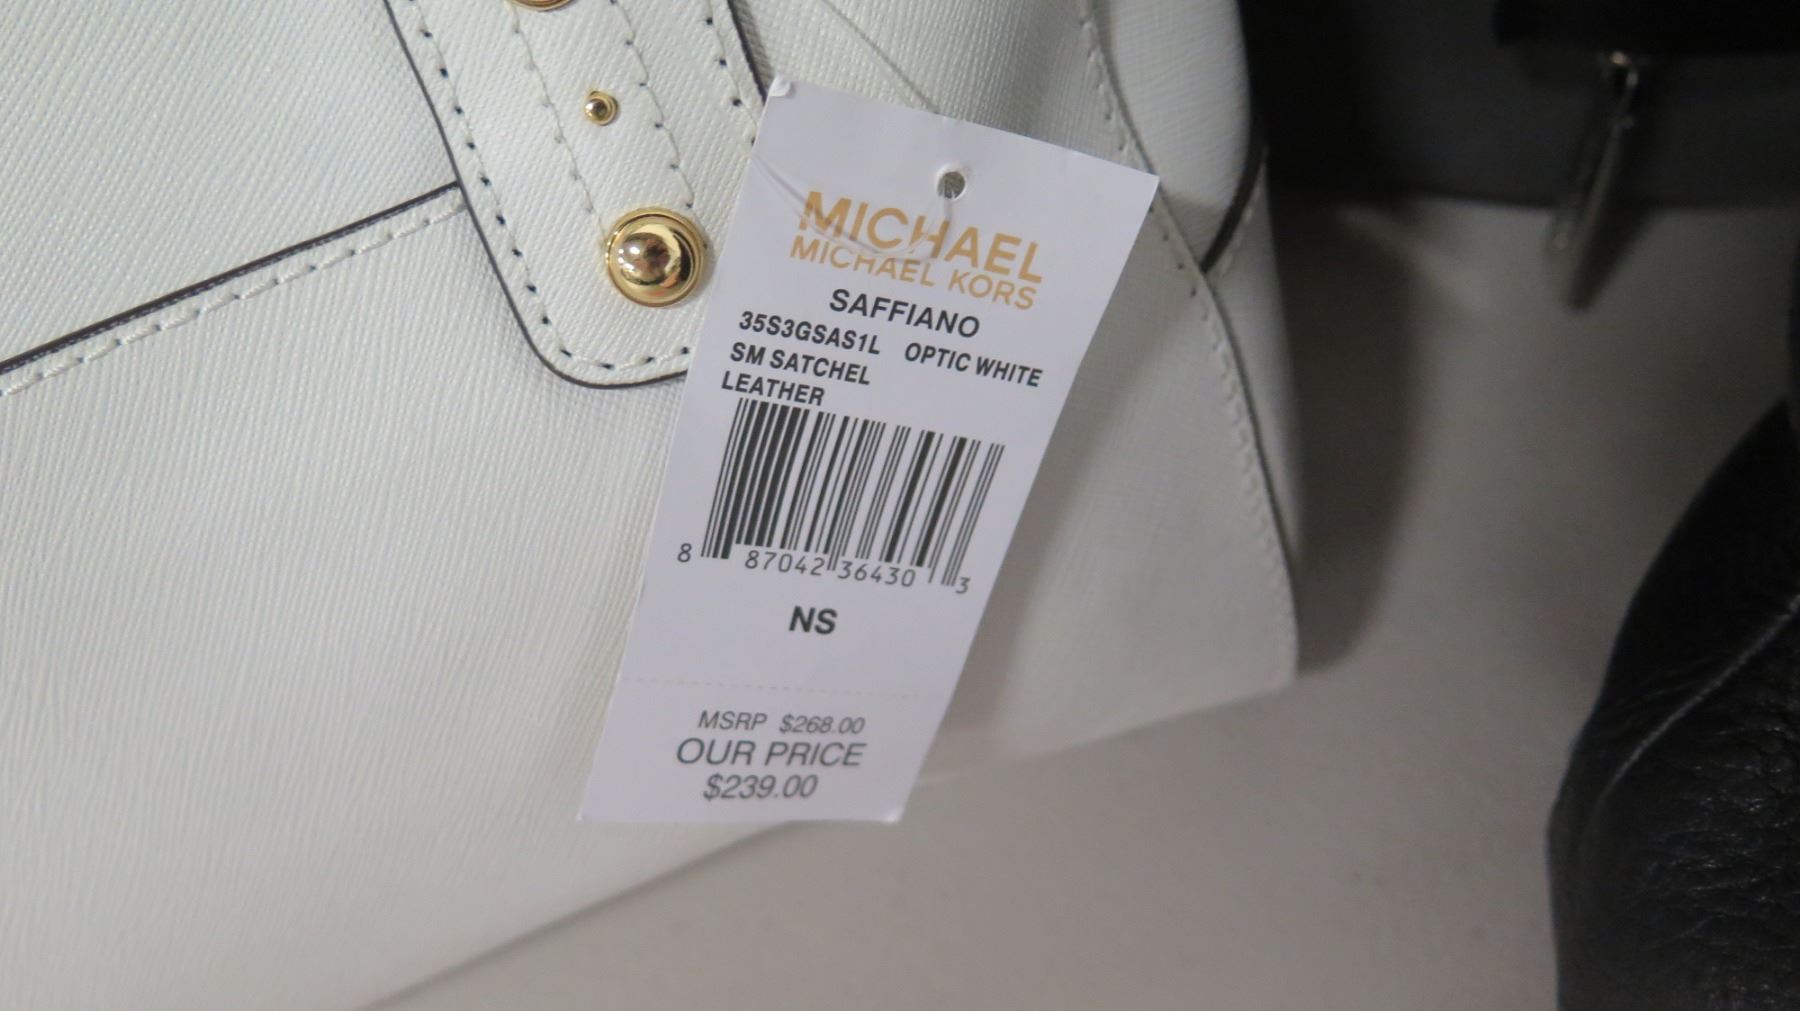 MICHAEL
MICHAEL KORS
SAFFIANO
35S3GSAS1L OPTIC WHITE
SM SATCHEL
LEATHER
8 87042 36430 3
NS
MSRP $268.00
OUR PRICE
$239.00